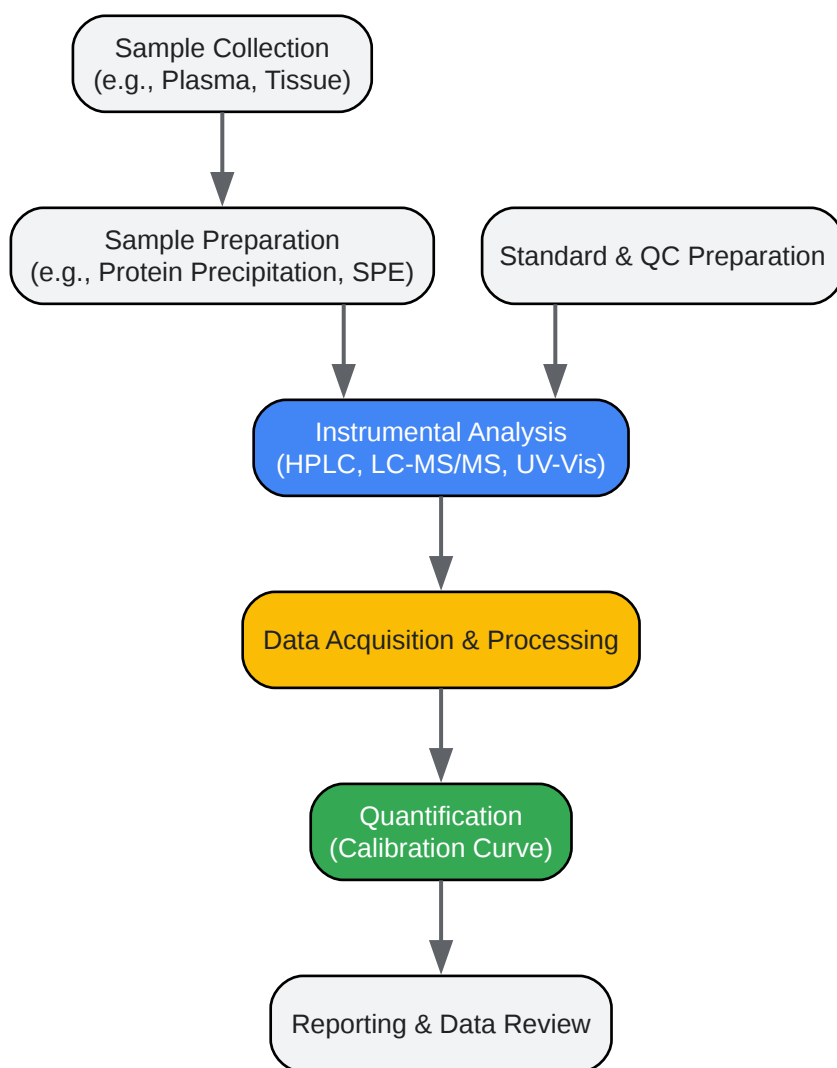 Sample Collection
(e.g., Plasma, Tissue)
Sample Preparation
(e.g., Protein Precipitation, SPE)
Standard & QC Preparation
Instrumental Analysis
(HPLC, LC-MS/MS, UV-Vis)
Data Acquisition & Processing
Quantification
(Calibration Curve)
Reporting & Data Review